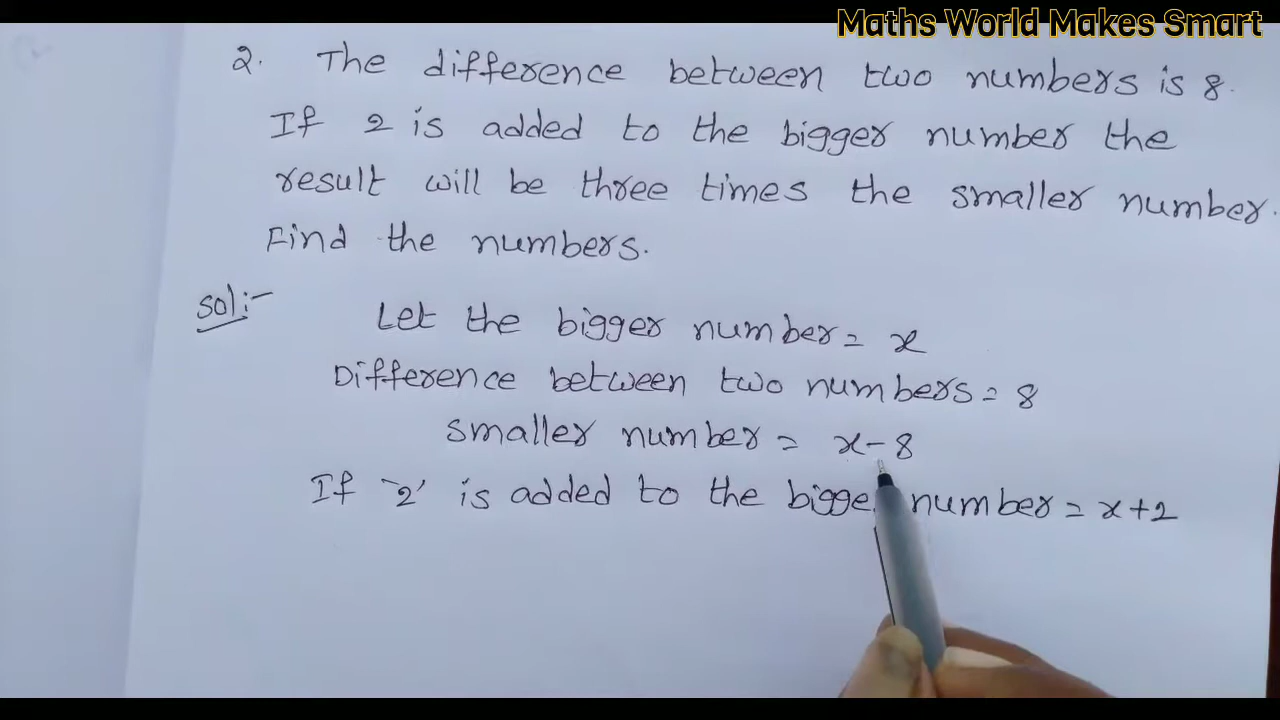 Maths World Makes Smart
2. The difference between two numbers is 8.
If 2 is added to the bigger number the
result will be three times the smaller number.
Find the numbers.
Sol:-
Let the bigger number = x
Difference between two numbers = 8
Smaller number = x-8
If '2' is added to the bigger number = x+2